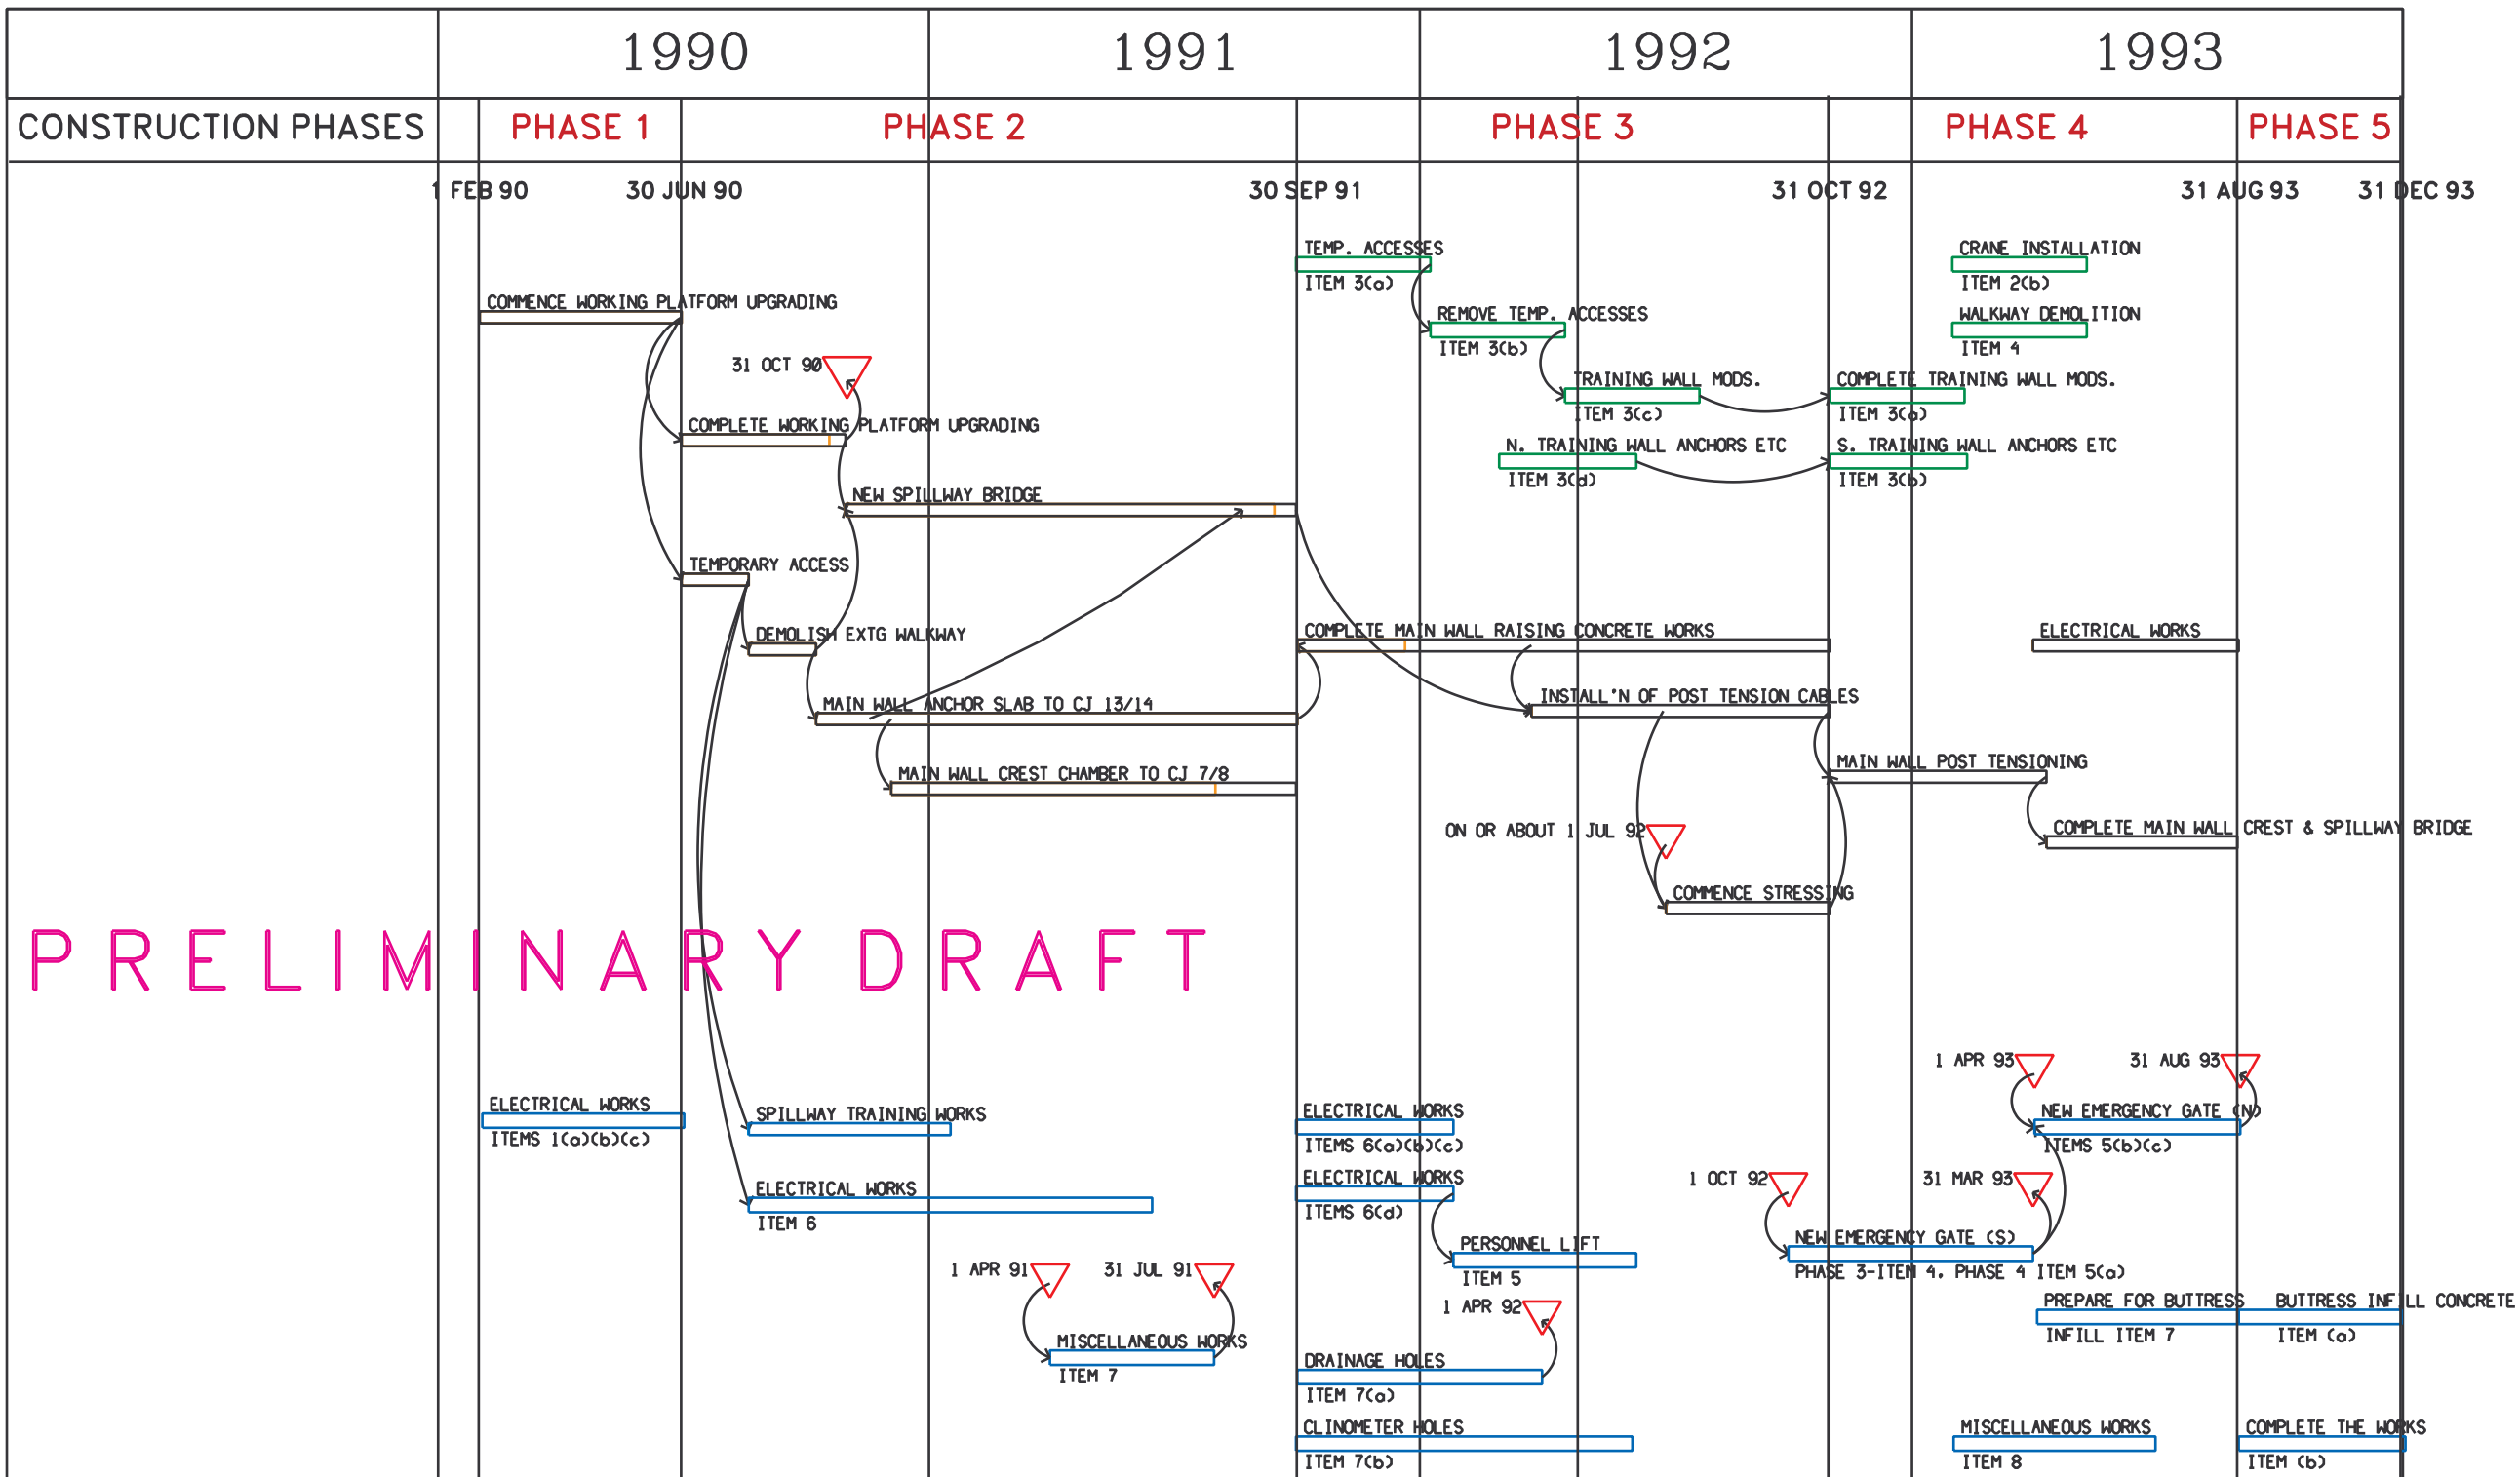 1990 1991 1992 1993
CONSTRUCTION PHASES PHASE 1 PHASE 2 PHASE 3 PHASE 4 PHASE 5
1 FEB 90 30 JUN 90 30 SEP 91 31 OCT 92 31 AUG 93 31 DEC 93
TEMP. ACCESSES CRANE INSTALLATION
ITEM 3(a) ITEM 2(b)
COMMENCE WORKING PLATFORM UPGRADING
REMOVE TEMP. ACCESSES WALKWAY DEMOLITION
ITEM 3(b) ITEM 4
31 OCT 90
TRAINING WALL MODS. COMPLETE TRAINING WALL MODS.
ITEM 3(c) ITEM 3(a)
COMPLETE WORKING PLATFORM UPGRADING
N. TRAINING WALL ANCHORS ETC S. TRAINING WALL ANCHORS ETC
ITEM 3(d) ITEM 3(b)
NEW SPILLWAY BRIDGE
TEMPORARY ACCESS
DEMOLISH EXTG WALKWAY COMPLETE MAIN WALL RAISING CONCRETE WORKS ELECTRICAL WORKS
MAIN WALL ANCHOR SLAB TO CJ 13/14 INSTALL'N OF POST TENSION CABLES
MAIN WALL CREST CHAMBER TO CJ 7/8 MAIN WALL POST TENSIONING
ON OR ABOUT 1 JUL 92 COMPLETE MAIN WALL CREST & SPILLWAY BRIDGE
COMMENCE STRESSING
PRELIMINARY DRAFT
1 APR 93 31 AUG 93
ELECTRICAL WORKS SPILLWAY TRAINING WORKS ELECTRICAL WORKS NEW EMERGENCY GATE (N)
ITEMS 1(a)(b)(c) ITEMS 6(a)(b)(c) ITEMS 5(b)(c)
ELECTRICAL WORKS ELECTRICAL WORKS 1 OCT 92 31 MAR 93
ITEM 6 ITEMS 6(d)
PERSONNEL LIFT NEW EMERGENCY GATE (S)
ITEM 5 PHASE 3-ITEM 4. PHASE 4 ITEM 5(a)
1 APR 91 31 JUL 91
1 APR 92 PREPARE FOR BUTTRESS BUTTRESS INFILL CONCRETE
INFILL ITEM 7 ITEM (a)
MISCELLANEOUS WORKS DRAINAGE HOLES
ITEM 7 ITEM 7(a)
CLINOMETER HOLES MISCELLANEOUS WORKS COMPLETE THE WORKS
ITEM 7(b) ITEM 8 ITEM (b)